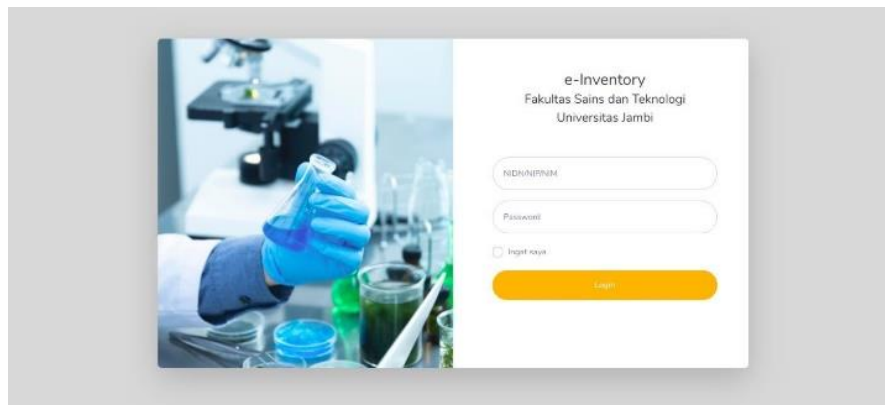 e-Inventory
Fakultas Sains dan Teknologi
Universitas Jambi
NIDN/NIP/NIM
Password
Ingat saya
Login